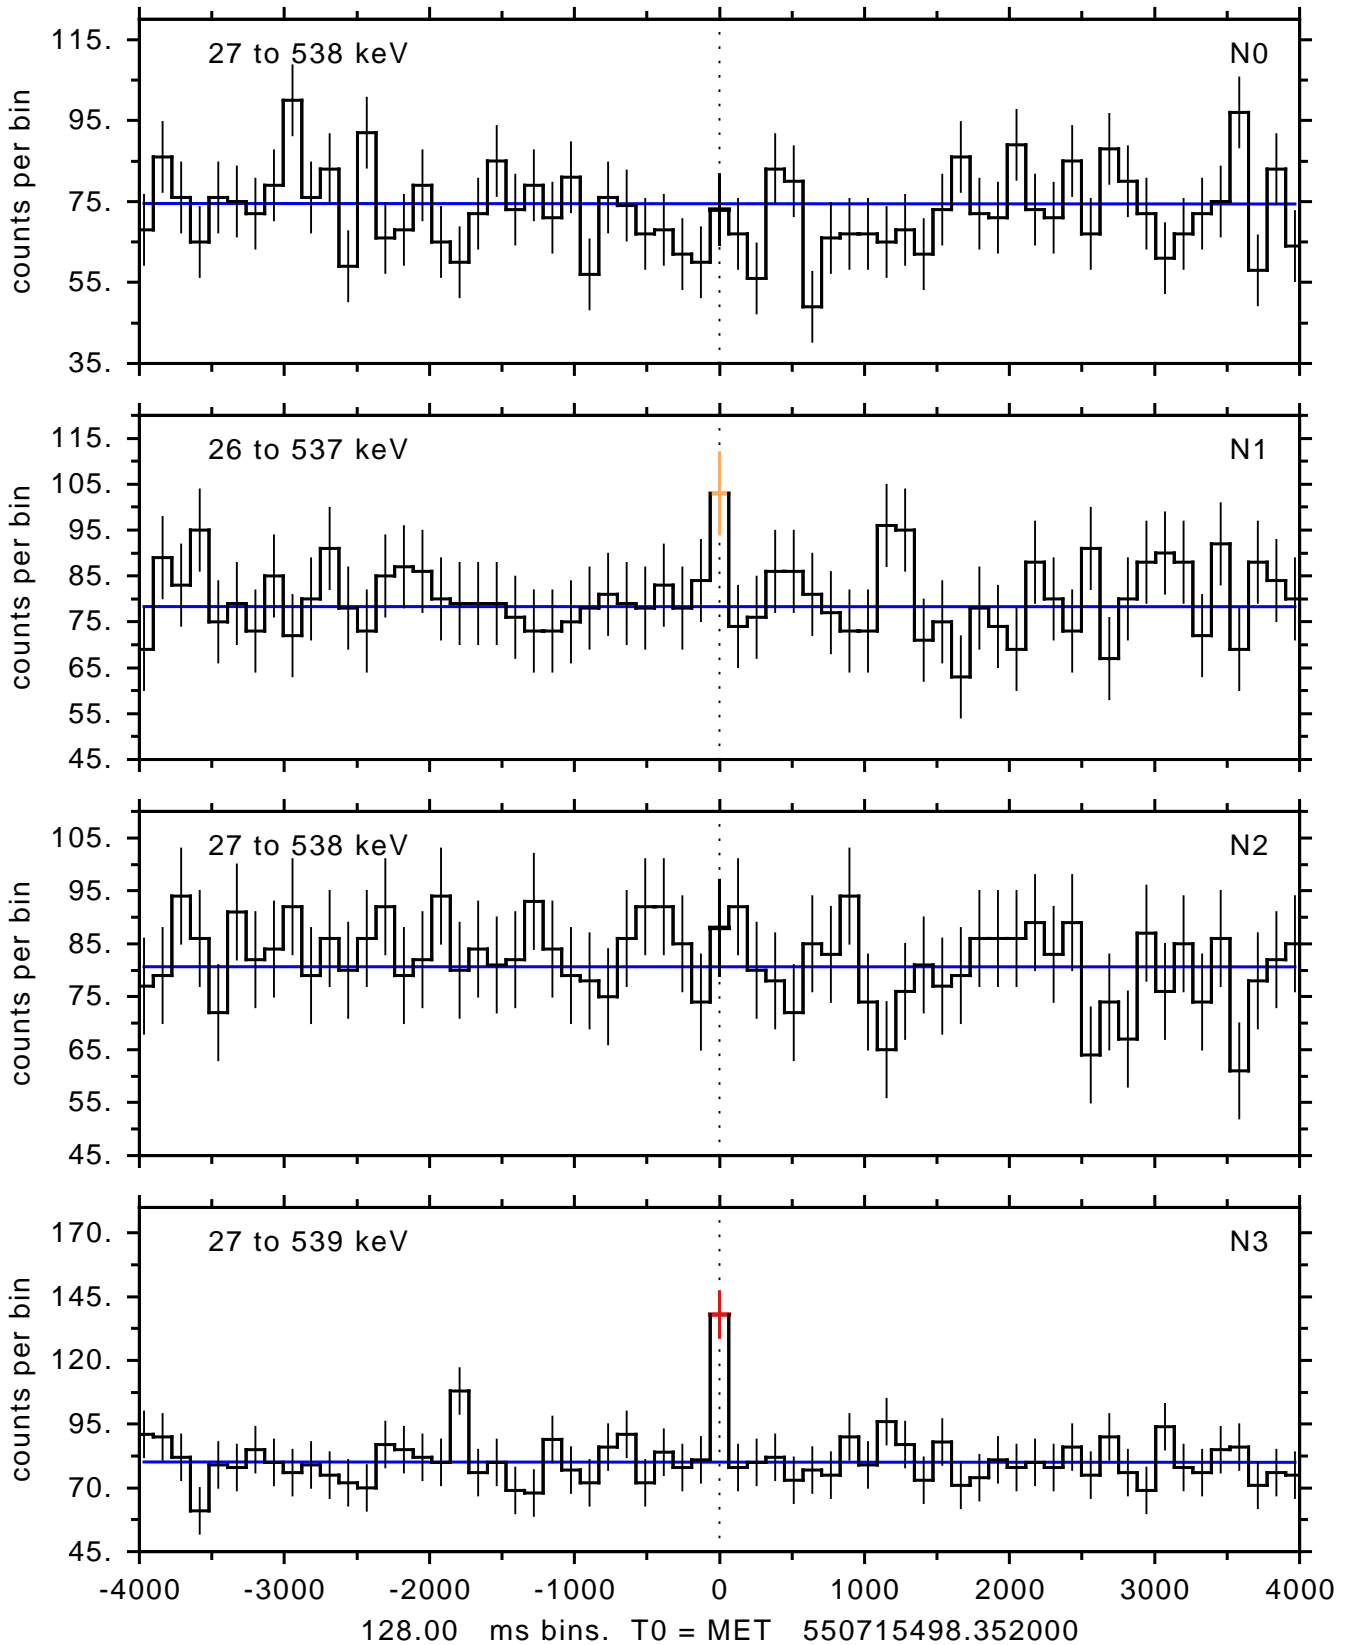 27 to 538 keV N0
115.
95.
75.
55.
35.
counts per bin
26 to 537 keV N1
115.
105.
95.
85.
75.
65.
55.
45.
counts per bin
27 to 538 keV N2
105.
95.
85.
75.
65.
55.
45.
counts per bin
27 to 539 keV N3
170.
145.
120.
95.
70.
45.
counts per bin
-4000 -3000 -2000 -1000 0 1000 2000 3000 4000
128.00 ms bins. T0 = MET 550715498.352000